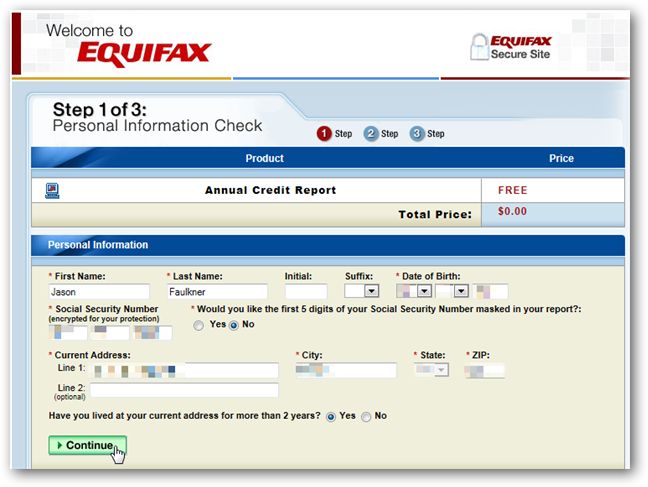 Welcome to
EQUIFAX
EQUIFAX
Secure Site
Step 1 of 3:
Personal Information Check
1 Step 2 Step 3 Step
Product Price
Annual Credit Report FREE
Total Price: $0.00
Personal Information
* First Name: * Last Name: Initial: Suffix: * Date of Birth:
Jason Faulkner
* Social Security Number * Would you like the first 5 digits of your Social Security Number masked in your report?:
(encrypted for your protection)
Yes No
* Current Address: * City: * State: * ZIP:
Line 1:
Line 2:
(optional)
Have you lived at your current address for more than 2 years? Yes No
Continue